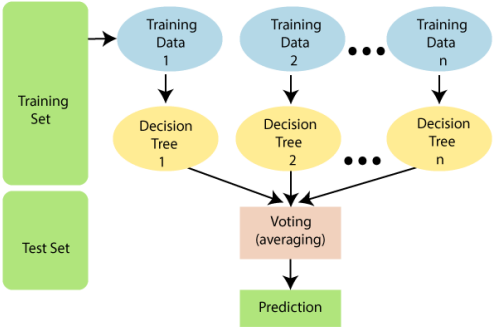 Training
Set
Training
Data
1
Training
Data
2
Training
Data
n
Decision
Tree
1
Decision
Tree
2
Decision
Tree
n
Test Set
Voting
(averaging)
Prediction